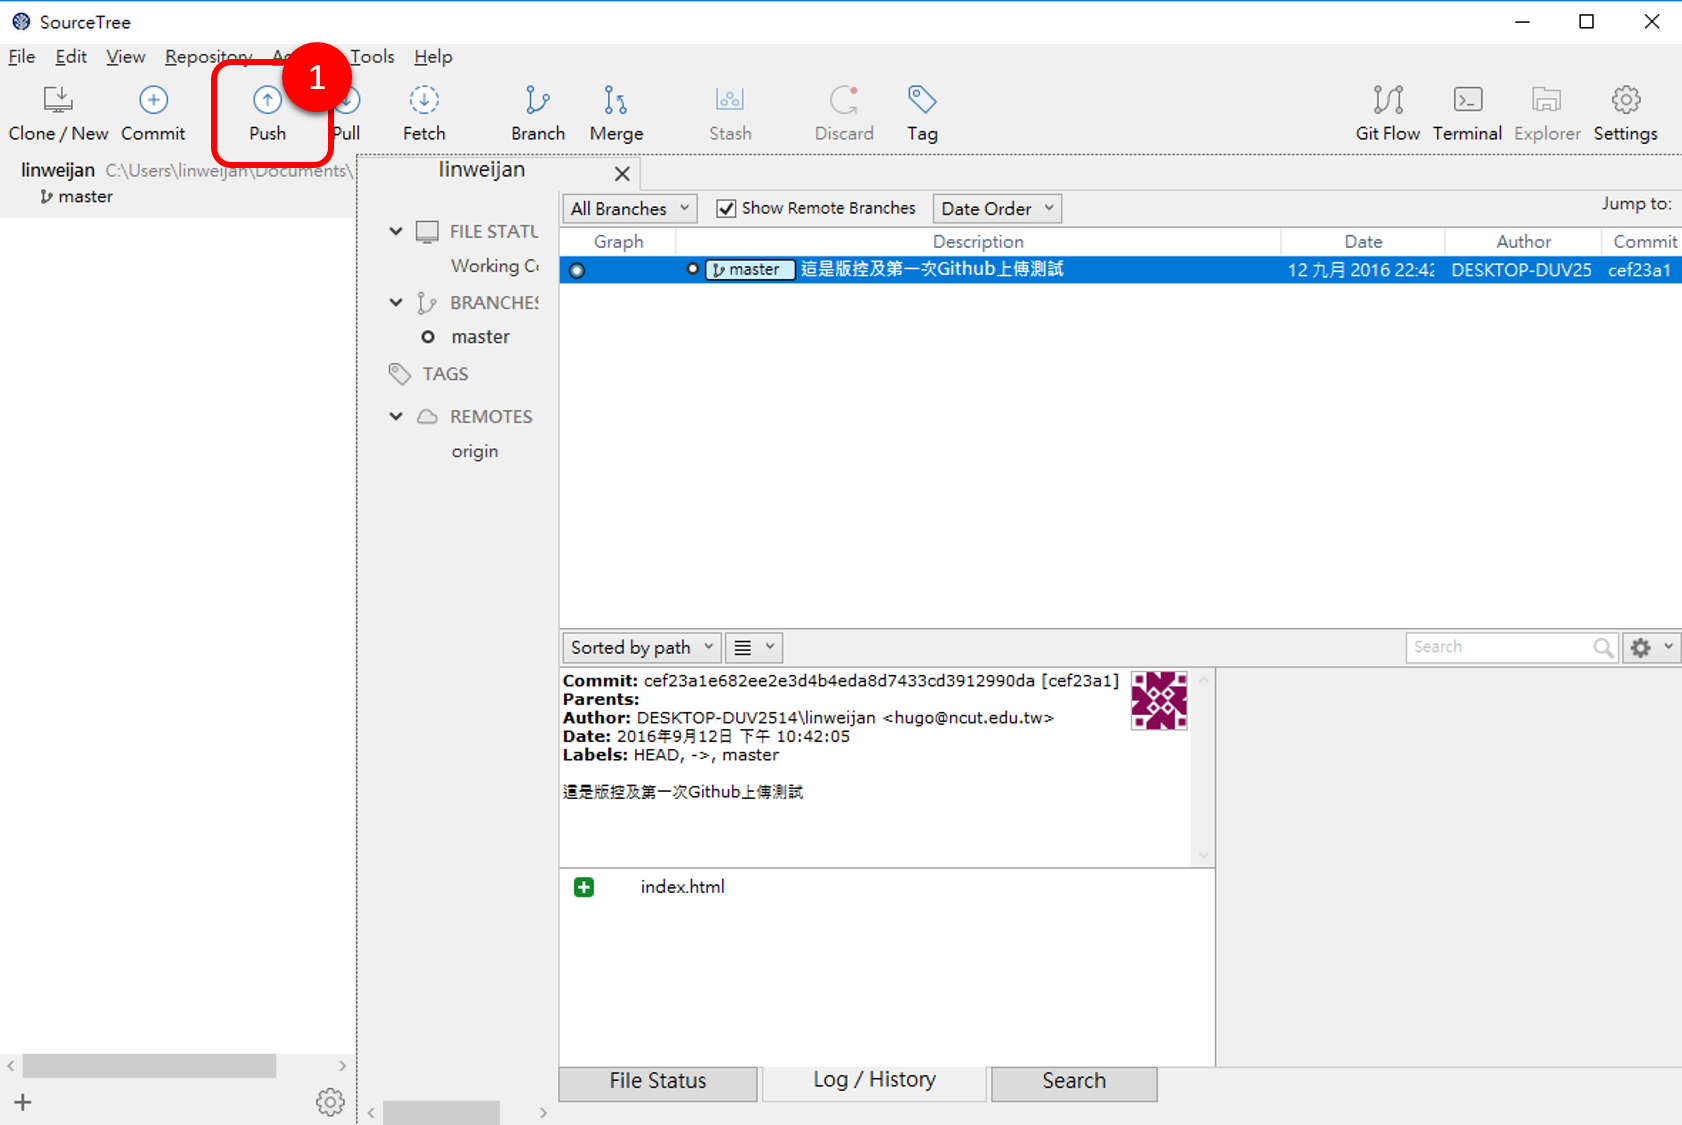 SourceTree
File Edit View Repository Tools Help
1
Clone / New Commit Push Pull Fetch Branch Merge Stash Discard Tag Git Flow Terminal Explorer Settings
linweijan C:\Users\linweijan\Documents\
master
linweijan
All Branches Show Remote Branches Date Order Jump to:
Graph Description Date Author Commit
master 這是版控及第一次Github上傳測試 12 九月 2016 22:42 DESKTOP-DUV25 cef23a1
FILE STATU
Working Co
BRANCHES
master
TAGS
REMOTES
origin
Sorted by path Search
Commit: cef23a1e682ee2e3d4b4eda8d7433cd3912990da [cef23a1]
Parents:
Author: DESKTOP-DUV2514\linweijan <hugo@ncut.edu.tw>
Date: 2016年9月12日 下午 10:42:05
Labels: HEAD, ->, master
這是版控及第一次Github上傳測試
index.html
File Status Log / History Search